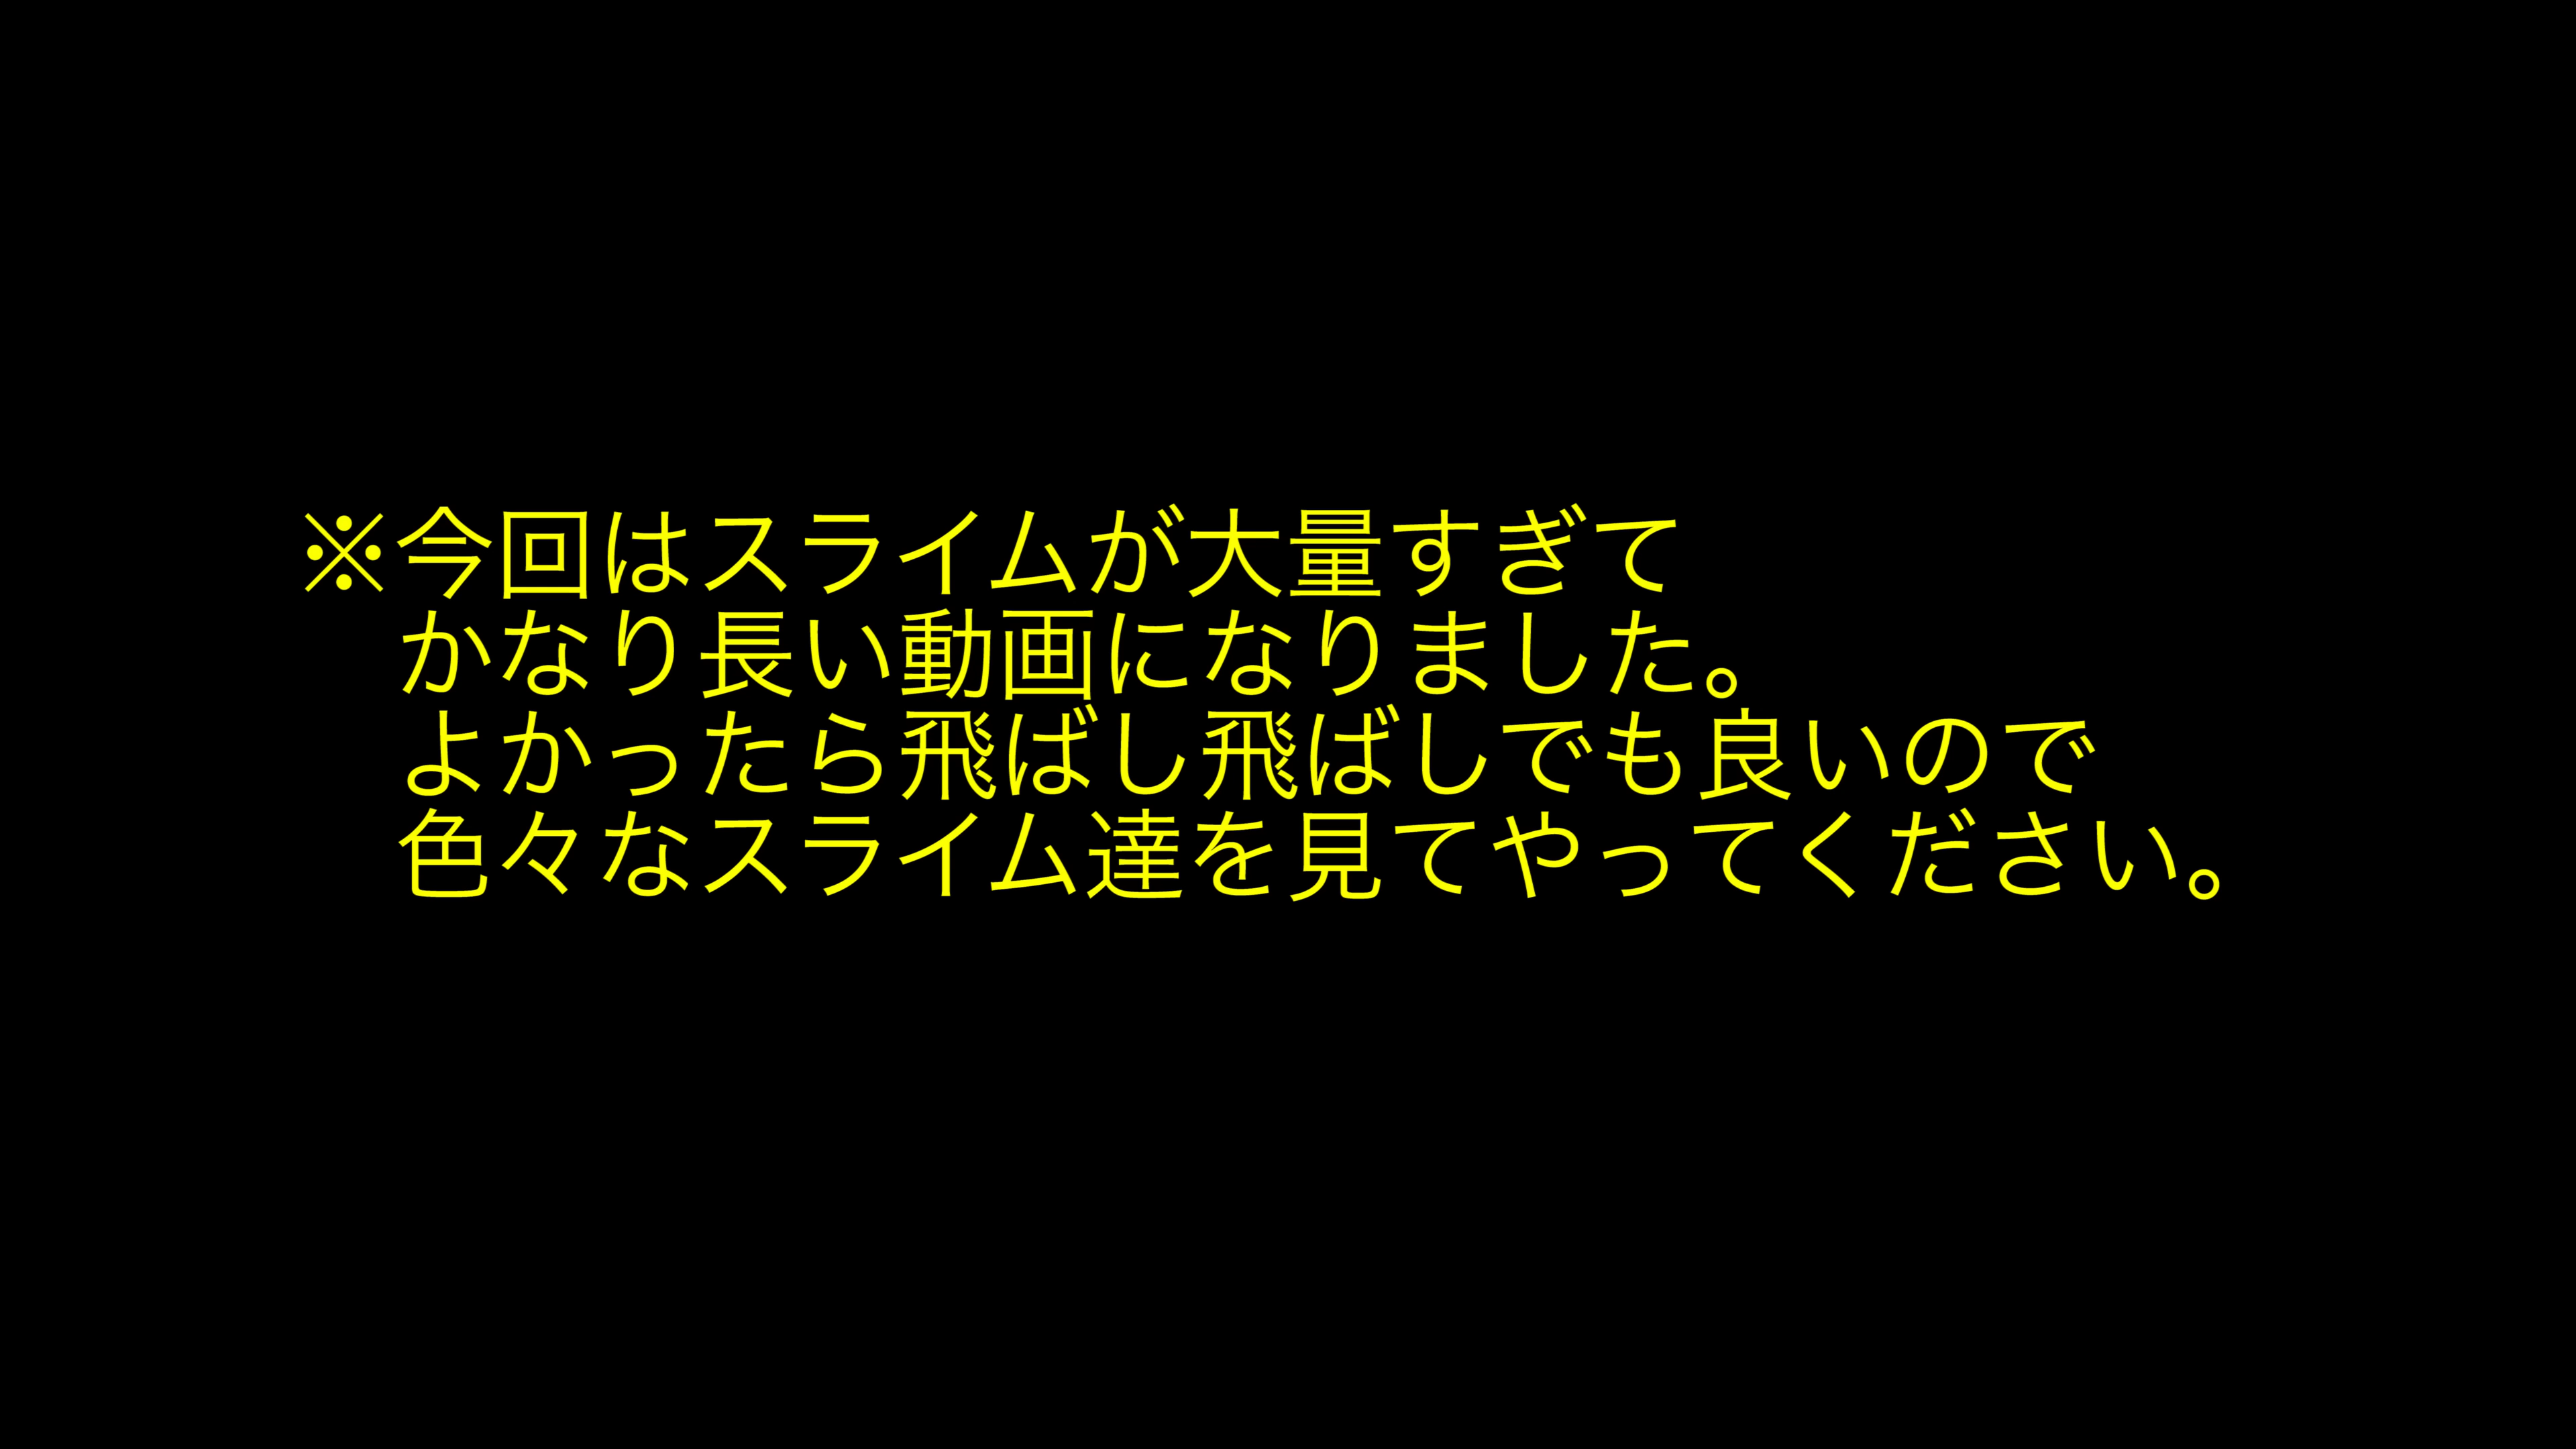 ※今回はスライムが大量すぎて
かなり長い動画になりました。
よかったら飛ばし飛ばしでも良いので
色々なスライム達を見てやってください。